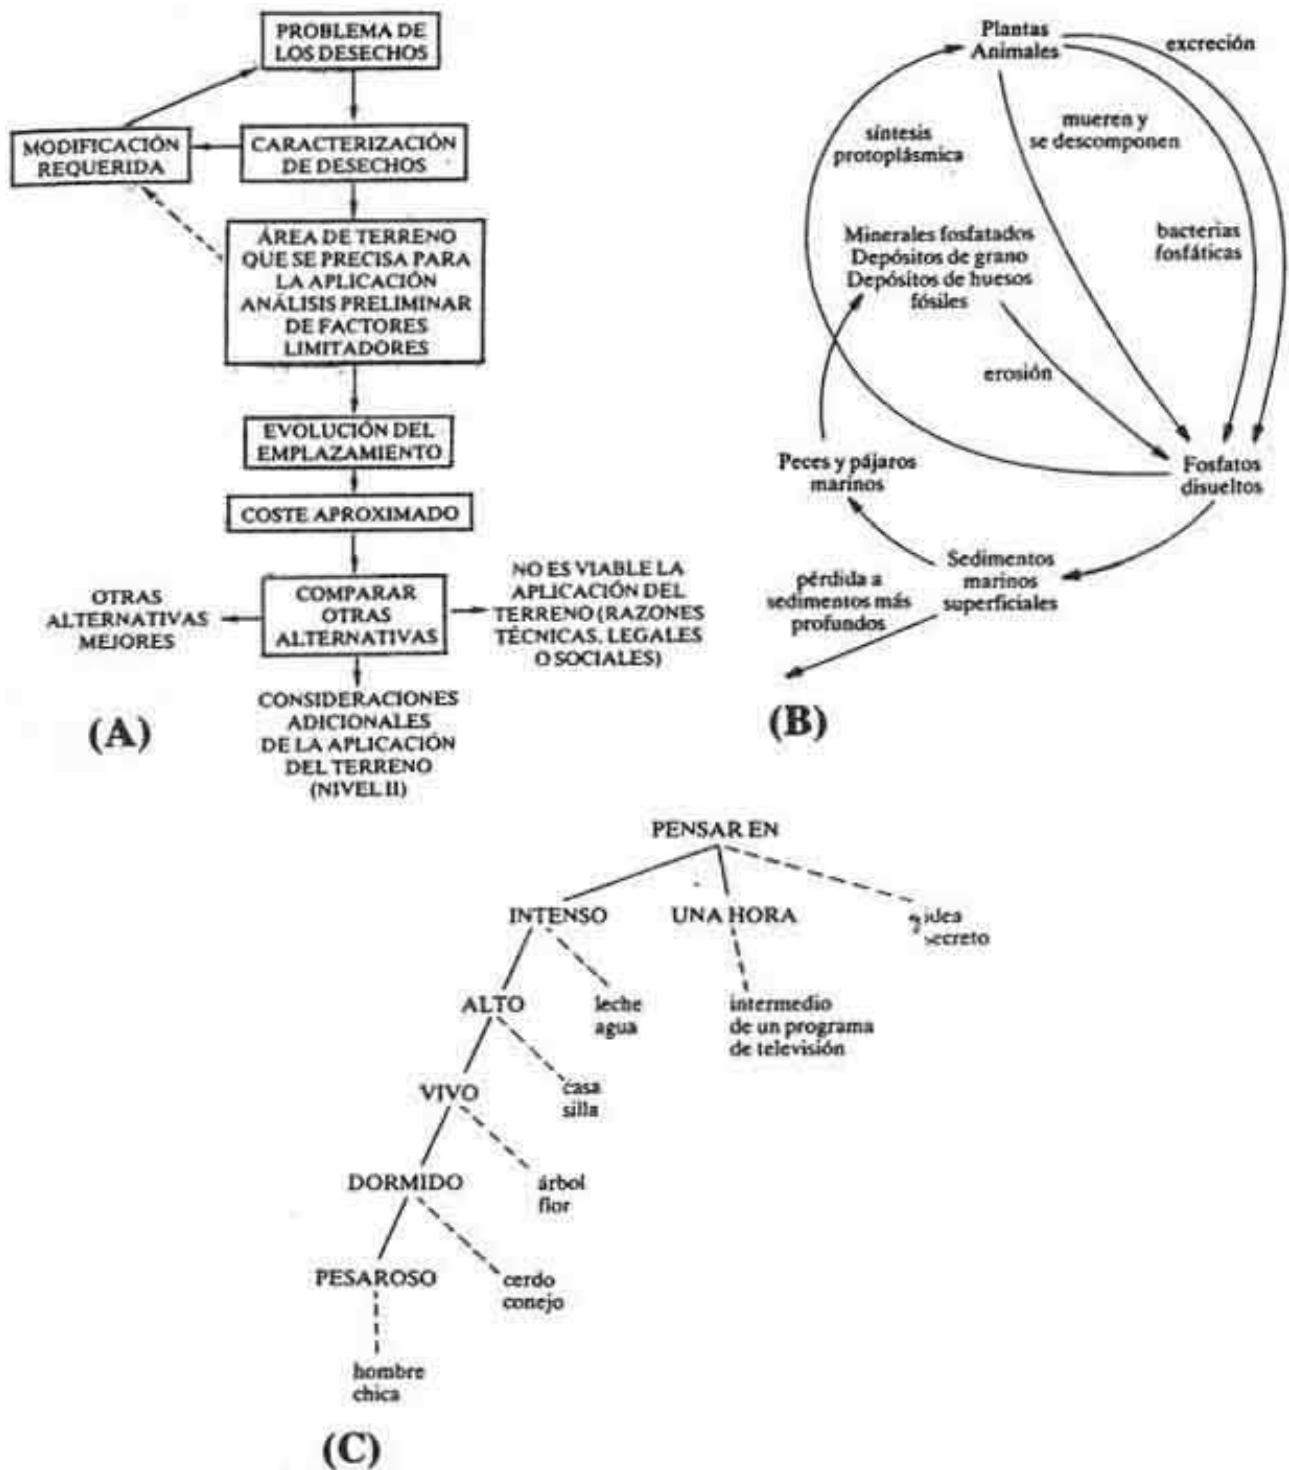 PROBLEMA DE
LOS DESECHOS
MODIFICACIÓN
REQUERIDA
CARACTERIZACIÓN
DE DESECHOS
ÁREA DE TERRENO
QUE SE PRECISA PARA
LA APLICACIÓN
ANÁLISIS PRELIMINAR
DE FACTORES
LIMITADORES
EVOLUCIÓN DEL
EMPLAZAMIENTO
COSTE APROXIMADO
OTRAS
ALTERNATIVAS
MEJORES
COMPARAR
OTRAS
ALTERNATIVAS
NO ES VIABLE LA
APLICACIÓN DEL
TERRENO (RAZONES
TÉCNICAS, LEGALES
O SOCIALES)
CONSIDERACIONES
ADICIONALES
DE LA APLICACIÓN
DEL TERRENO
(NIVEL II)
(A)
Plantas
Animales
excreción
síntesis
protoplásmica
mueren y
se descomponen
Minerales fosfatados
Depósitos de grano
Depósitos de huesos
fósiles
bacterias
fosfáticas
erosión
Peces y pájaros
marinos
Fosfatos
disueltos
Sedimentos
marinos
superficiales
pérdida a
sedimentos más
profundos
(B)
PENSAR EN
INTENSO
UNA HORA
idea
secreto
ALTO
leche
agua
intermedio
de un programa
de televisión
VIVO
casa
silla
DORMIDO
árbol
flor
PESAROSO
cerdo
conejo
hombre
chica
(C)